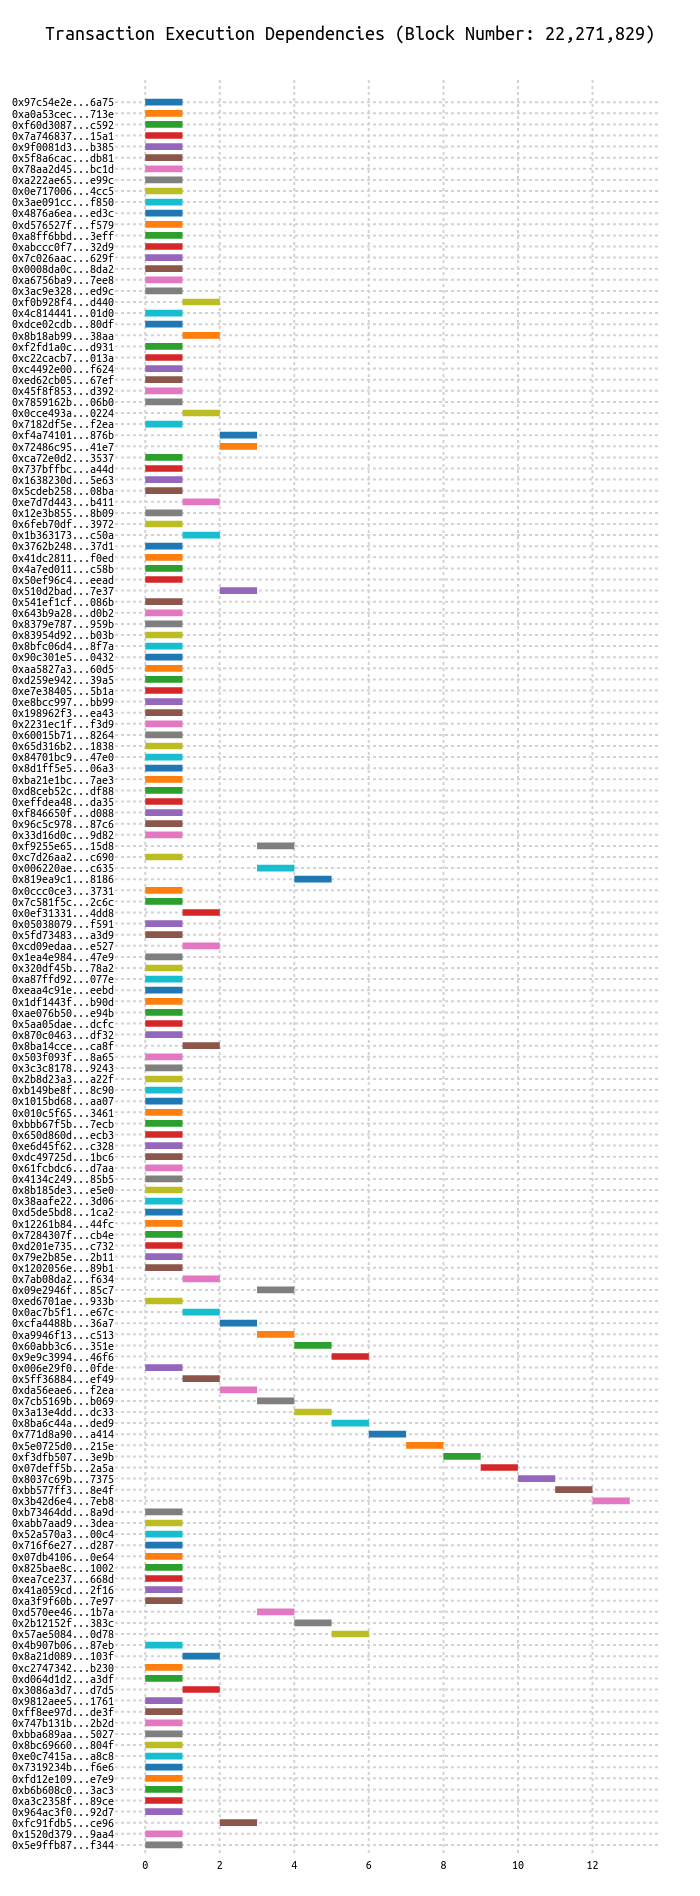 Transaction Execution Dependencies (Block Number: 22,271,829)
0x97c54e2e...6a75
0xa0a53cec...713e
0xf60d3087...c592
0x7a746837...15a1
0x9f0081d3...b385
0x5f8a6cac...db81
0x78aa2d45...bc1d
0xa222ae65...e99c
0x0e717006...4cc5
0x3ae091cc...f850
0x4876a6ea...ed3c
0xd576527f...f579
0xa8ff6bbd...3eff
0xabccc0f7...32d9
0x7c026aac...629f
0x0008da0c...8da2
0xa6756ba9...7ee8
0x3ac9e328...ed9c
0xf0b928f4...d440
0x4c814441...01d0
0xdce02cdb...80df
0x8b18ab99...38aa
0xf2fd1a0c...d931
0xc22cacb7...013a
0xc4492e00...f624
0xed62cb05...67ef
0x45f8f853...d392
0x7859162b...06b0
0x0cce493a...0224
0x7182df5e...f2ea
0xf4a74101...876b
0x72486c95...41e7
0xca72e0d2...3537
0x737bffbc...a44d
0x1638230d...5e63
0x5cdeb258...08ba
0xe7d7d443...b411
0x12e3b855...8b09
0x6feb70df...3972
0x1b363173...c50a
0x3762b248...37d1
0x41dc2811...f0ed
0x4a7ed011...c58b
0x50ef96c4...eead
0x510d2bad...7e37
0x541ef1cf...086b
0x643b9a28...d0b2
0x8379e787...959b
0x83954d92...b03b
0x8bfc06d4...8f7a
0x90c301e5...0432
0xaa5827a3...60d5
0xd259e942...39a5
0xe7e38405...5b1a
0xe8bcc997...bb99
0x198962f3...ea43
0x2231ec1f...f3d9
0x60015b71...8264
0x65d316b2...1838
0x84701bc9...47e0
0x8d1ff5e5...06a3
0xba21e1bc...7ae3
0xd8ceb52c...df88
0xeffdea48...da35
0xf846650f...d088
0x96c5c978...87c6
0x33d16d0c...9d82
0xf9255e65...15d8
0xc7d26aa2...c690
0x006220ae...c635
0x819ea9c1...8186
0x0ccc0ce3...3731
0x7c581f5c...2c6c
0x0ef31331...4dd8
0x05038079...f591
0x5fd73483...a3d9
0xcd09edaa...e527
0x1ea4e984...47e9
0x320df45b...78a2
0xa87ffd92...077e
0xeaa4c91e...eebd
0x1df1443f...b90d
0xae076b50...e94b
0x5aa05dae...dcfc
0x870c0463...df32
0x8ba14cce...ca8f
0x503f093f...8a65
0x3c3c8178...9243
0x2b8d23a3...a22f
0xb149be8f...8c90
0x1015bd68...aa07
0x010c5f65...3461
0xbbb67f5b...7ecb
0x650d860d...ecb3
0xe6d45f62...c328
0xdc49725d...1bc6
0x61fcbdc6...d7aa
0x4134c249...85b5
0x8b185de3...e5e0
0x38aafe22...3d06
0xd5de5bd8...1ca2
0x12261b84...44fc
0x7284307f...cb4e
0xd201e735...c732
0x79e2b85e...2b11
0x1202056e...89b1
0x7ab08da2...f634
0x09e2946f...85c7
0xed6701ae...933b
0x0ac7b5f1...e67c
0xcfa4488b...36a7
0xa9946f13...c513
0x60abb3c6...351e
0x9e9c3994...46f6
0x006e29f0...0fde
0x5ff36884...ef49
0xda56eae6...f2ea
0x7cb5169b...b069
0x3a13e4dd...dc33
0x8ba6c44a...ded9
0x771d8a90...a414
0x5e0725d0...215e
0xf3dfb507...3e9b
0x07deff5b...2a5a
0x8037c69b...7375
0xbb577ff3...8e4f
0x3b42d6e4...7eb8
0xb73464dd...8a9d
0xabb7aad9...3dea
0x52a570a3...00c4
0x716f6e27...d287
0x07db4106...0e64
0x825bae8c...1002
0xea7ce237...668d
0x41a059cd...2f16
0xa3f9f60b...7e97
0xd570ee46...1b7a
0x2b12152f...383c
0x57ae5084...0d78
0x4b907b06...87eb
0x8a21d089...103f
0xc2747342...b230
0xd064d1d2...a3df
0x3086a3d7...d7d5
0x9812aee5...1761
0xff8ee97d...de3f
0x747b131b...2b2d
0xbba689aa...5027
0x8bc69660...804f
0xe0c7415a...a8c8
0x7319234b...f6e6
0xfd12e109...e7e9
0xb6b608c0...3ac3
0xa3c2358f...89ce
0x964ac3f0...92d7
0xfc91fdb5...ce96
0x1520d379...9aa4
0x5e9ffb87...f344
0 2 4 6 8 10 12